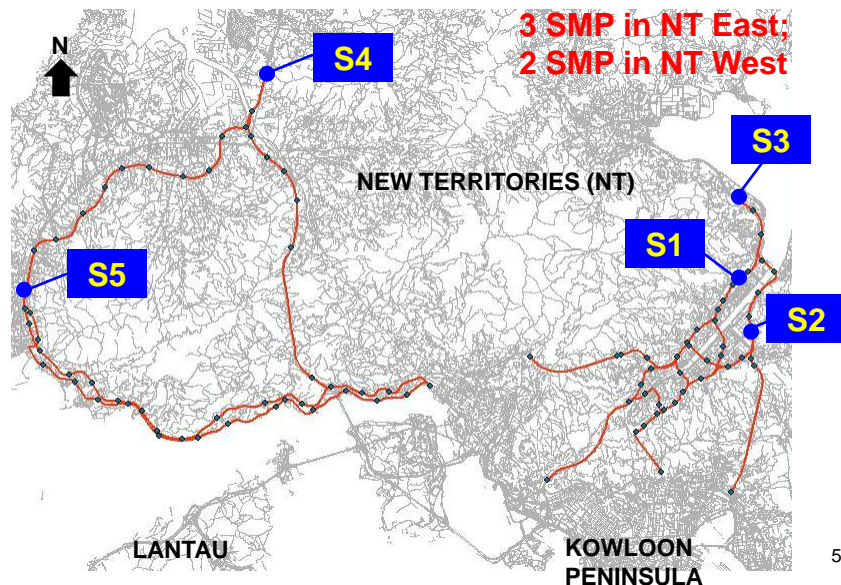 3 SMP in NT East;
2 SMP in NT West
N
S4
S3
NEW TERRITORIES (NT)
S1
S5
S2
LANTAU
KOWLOON
PENINSULA
5